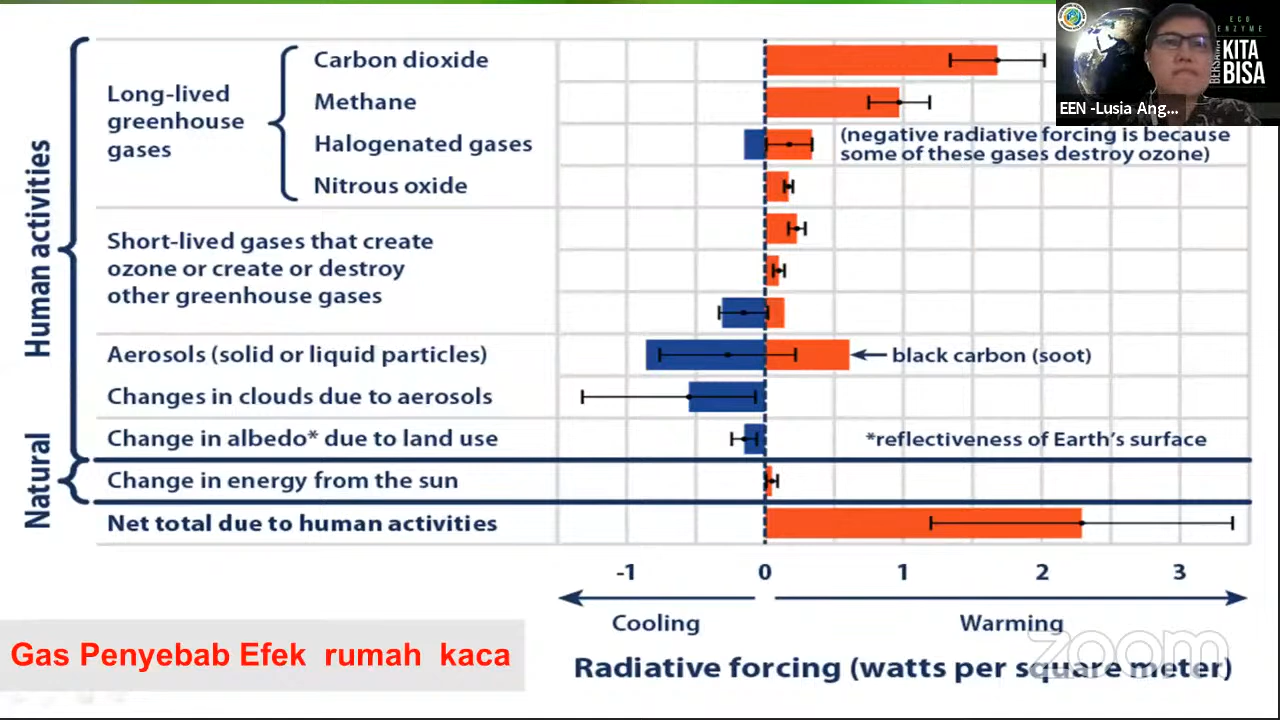 ECO
ENZYME
BERSAMA
KITA
BISA
EEN -Lusia Ang...
Human activities
Natural
Long-lived
greenhouse
gases
Carbon dioxide
Methane
Halogenated gases
(negative radiative forcing is because
some of these gases destroy ozone)
Nitrous oxide
Short-lived gases that create
ozone or create or destroy
other greenhouse gases
Aerosols (solid or liquid particles)
black carbon (soot)
Changes in clouds due to aerosols
Change in albedo* due to land use
*reflectiveness of Earth's surface
Change in energy from the sun
Net total due to human activities
-1 0 1 2 3
Cooling
Warming
zoom
Radiative forcing (watts per square meter)
Gas Penyebab Efek rumah kaca